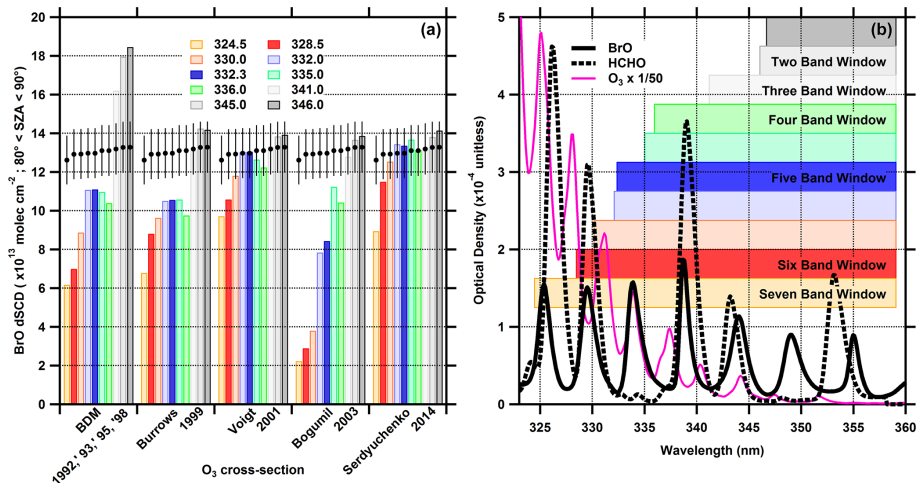 (a)
20
18
16
14
12
10
8
6
4
2
0
BrO dSCD ( x10¹³ molec cm⁻² ; 80° < SZA < 90°)
324.5 328.5
330.0 332.0
332.3 335.0
336.0 341.0
345.0 346.0
BDM
1992,' 93,' 95, '98
Burrows
1999
Voigt
2001
Bogumil
2003
Serdyuchenko
2014
O₃ cross-section
(b)
5
4
3
2
1
0
Optical Density (x10⁻⁴ unitless)
BrO
HCHO
O₃ x 1/50
Two Band Window
Three Band Window
Four Band Window
Five Band Window
Six Band Window
Seven Band Window
325 330 335 340 345 350 355 360
Wavelength (nm)